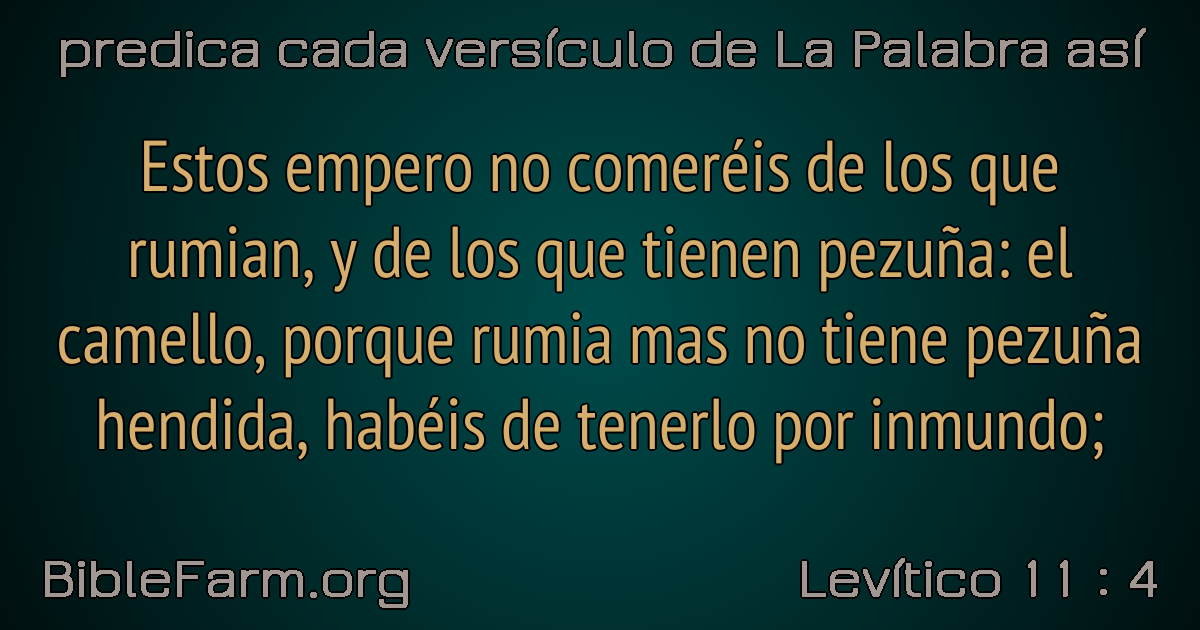 predica cada versículo de La Palabra así
Estos empero no comeréis de los que
rumian, y de los que tienen pezuña: el
camello, porque rumia mas no tiene pezuña
hendida, habéis de tenerlo por inmundo;
BibleFarm.org
Levítico 11 : 4